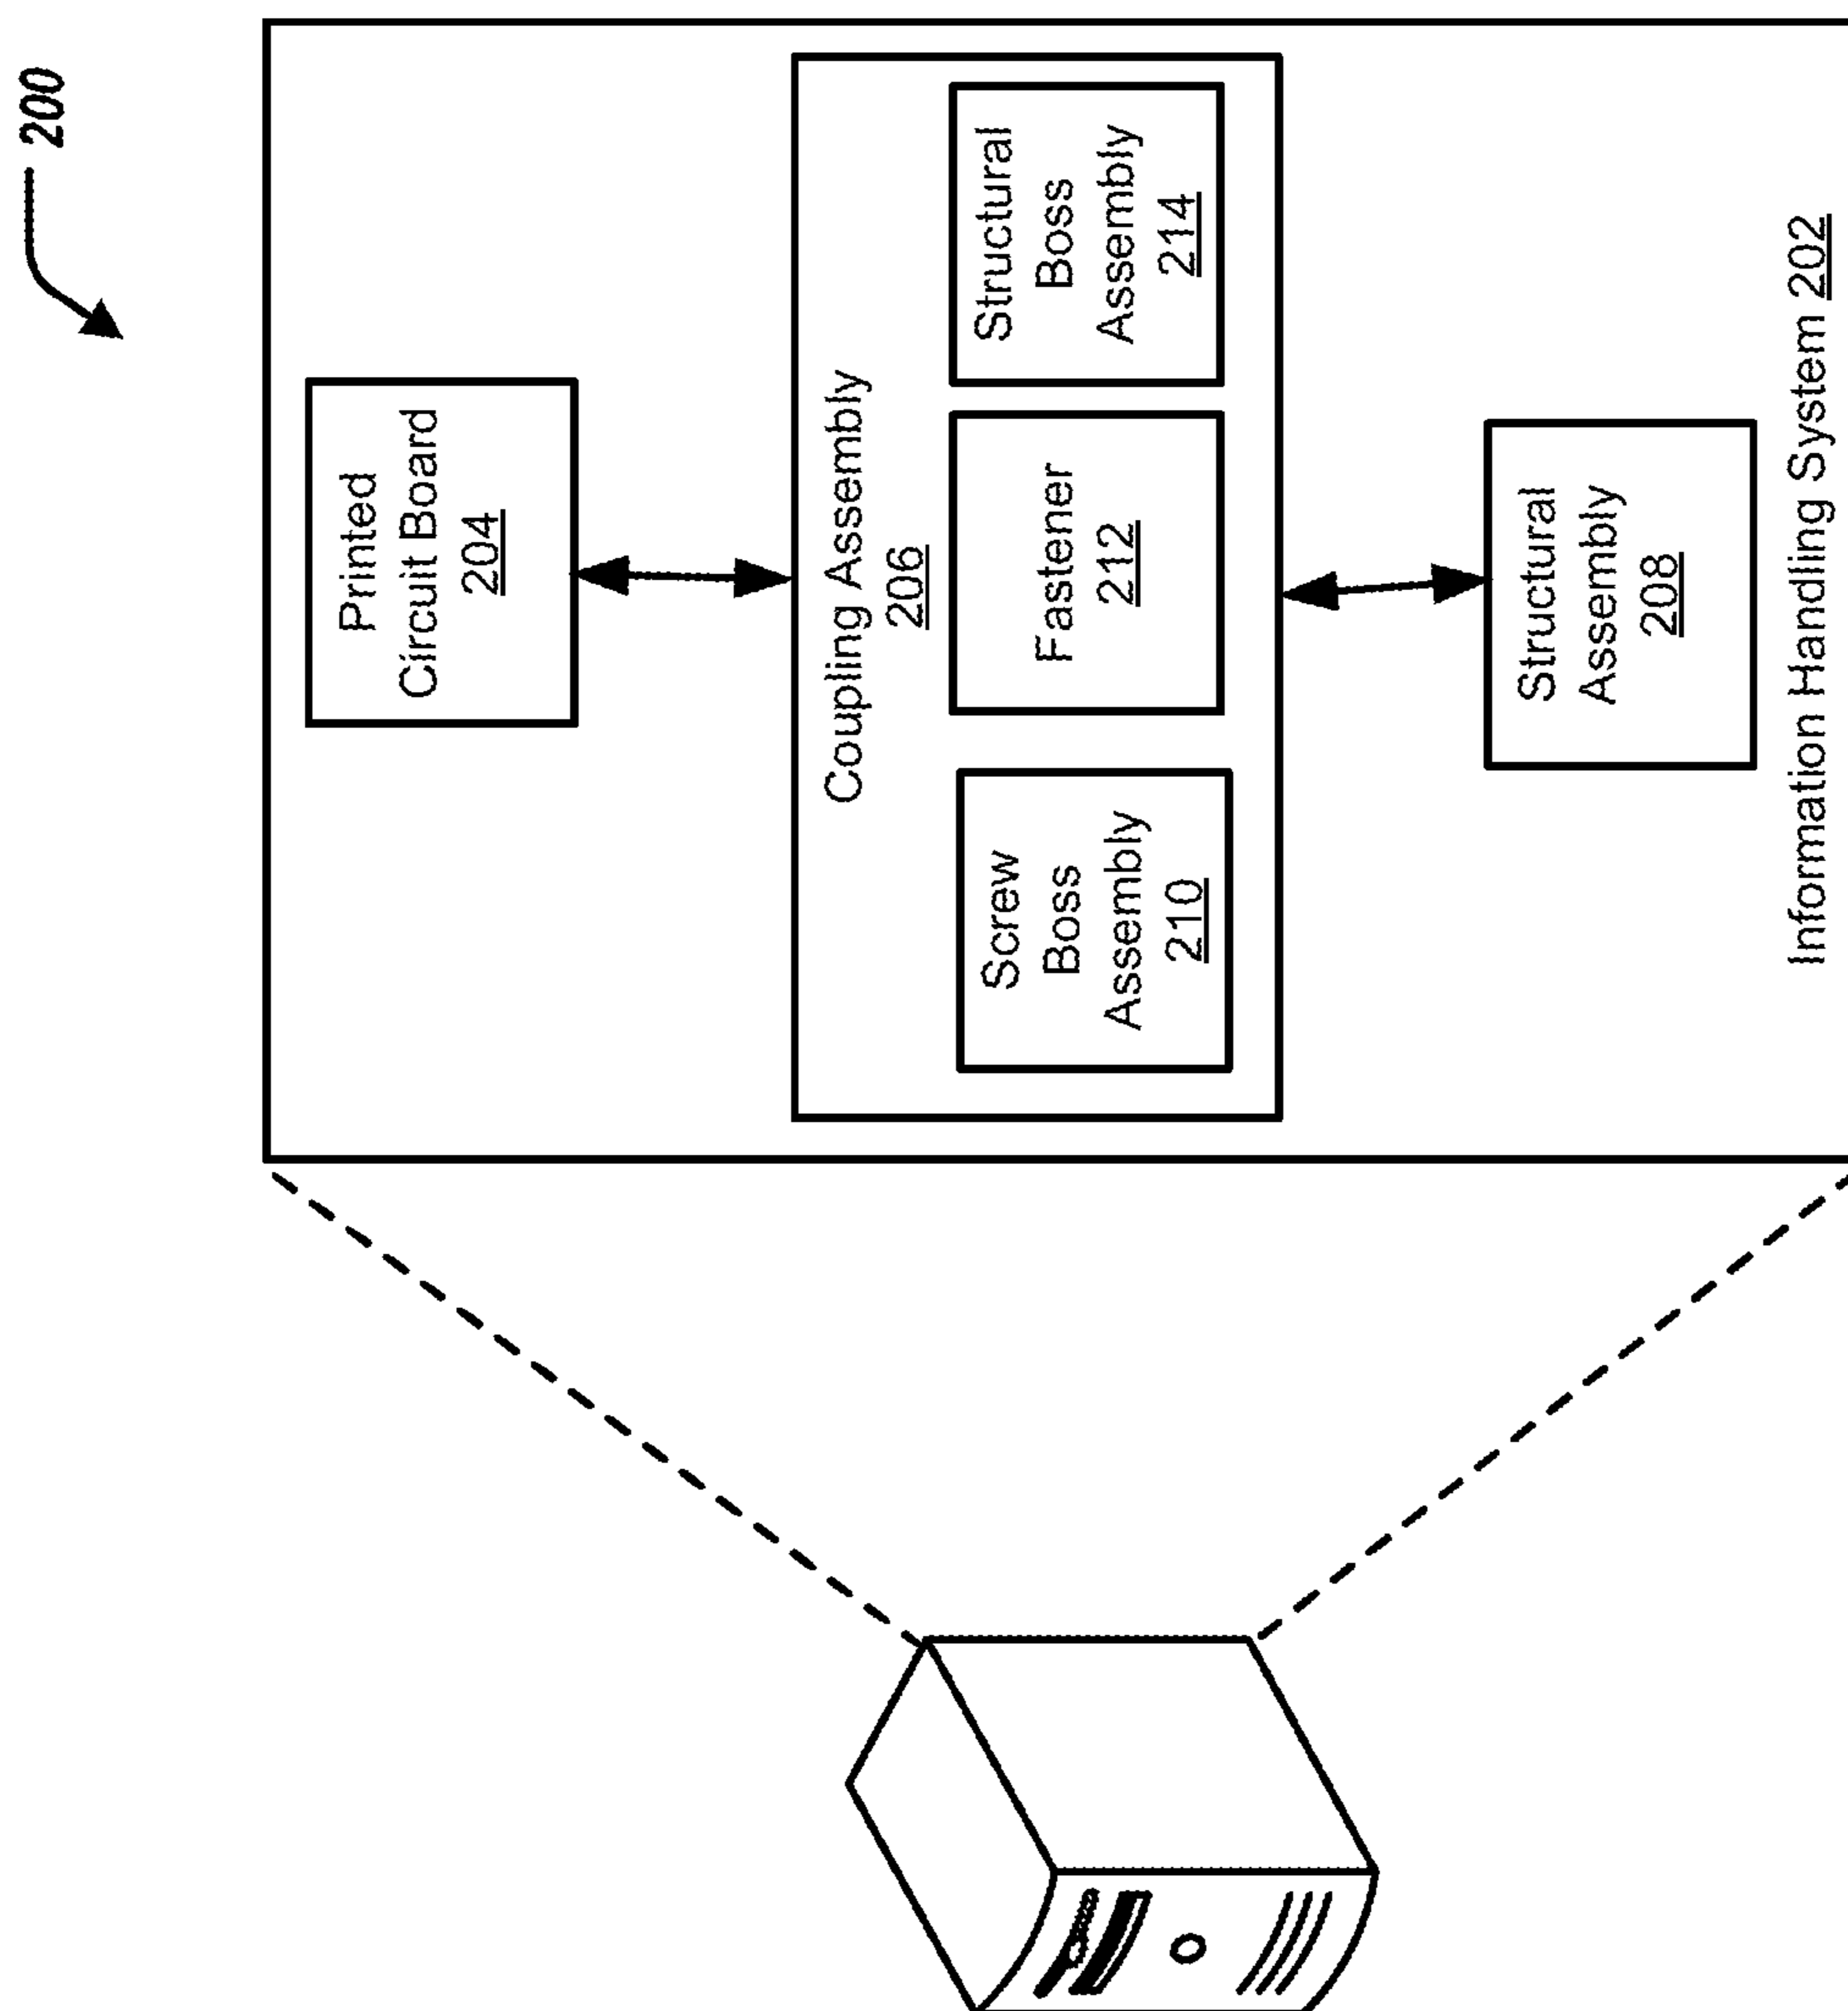 200
Printed
Circuit Board
204
Coupling Assembly
206
Screw
Boss
Assembly
210
Fastener
212
Structural
Boss
Assembly
214
Structural
Assembly
208
Information Handling System 202